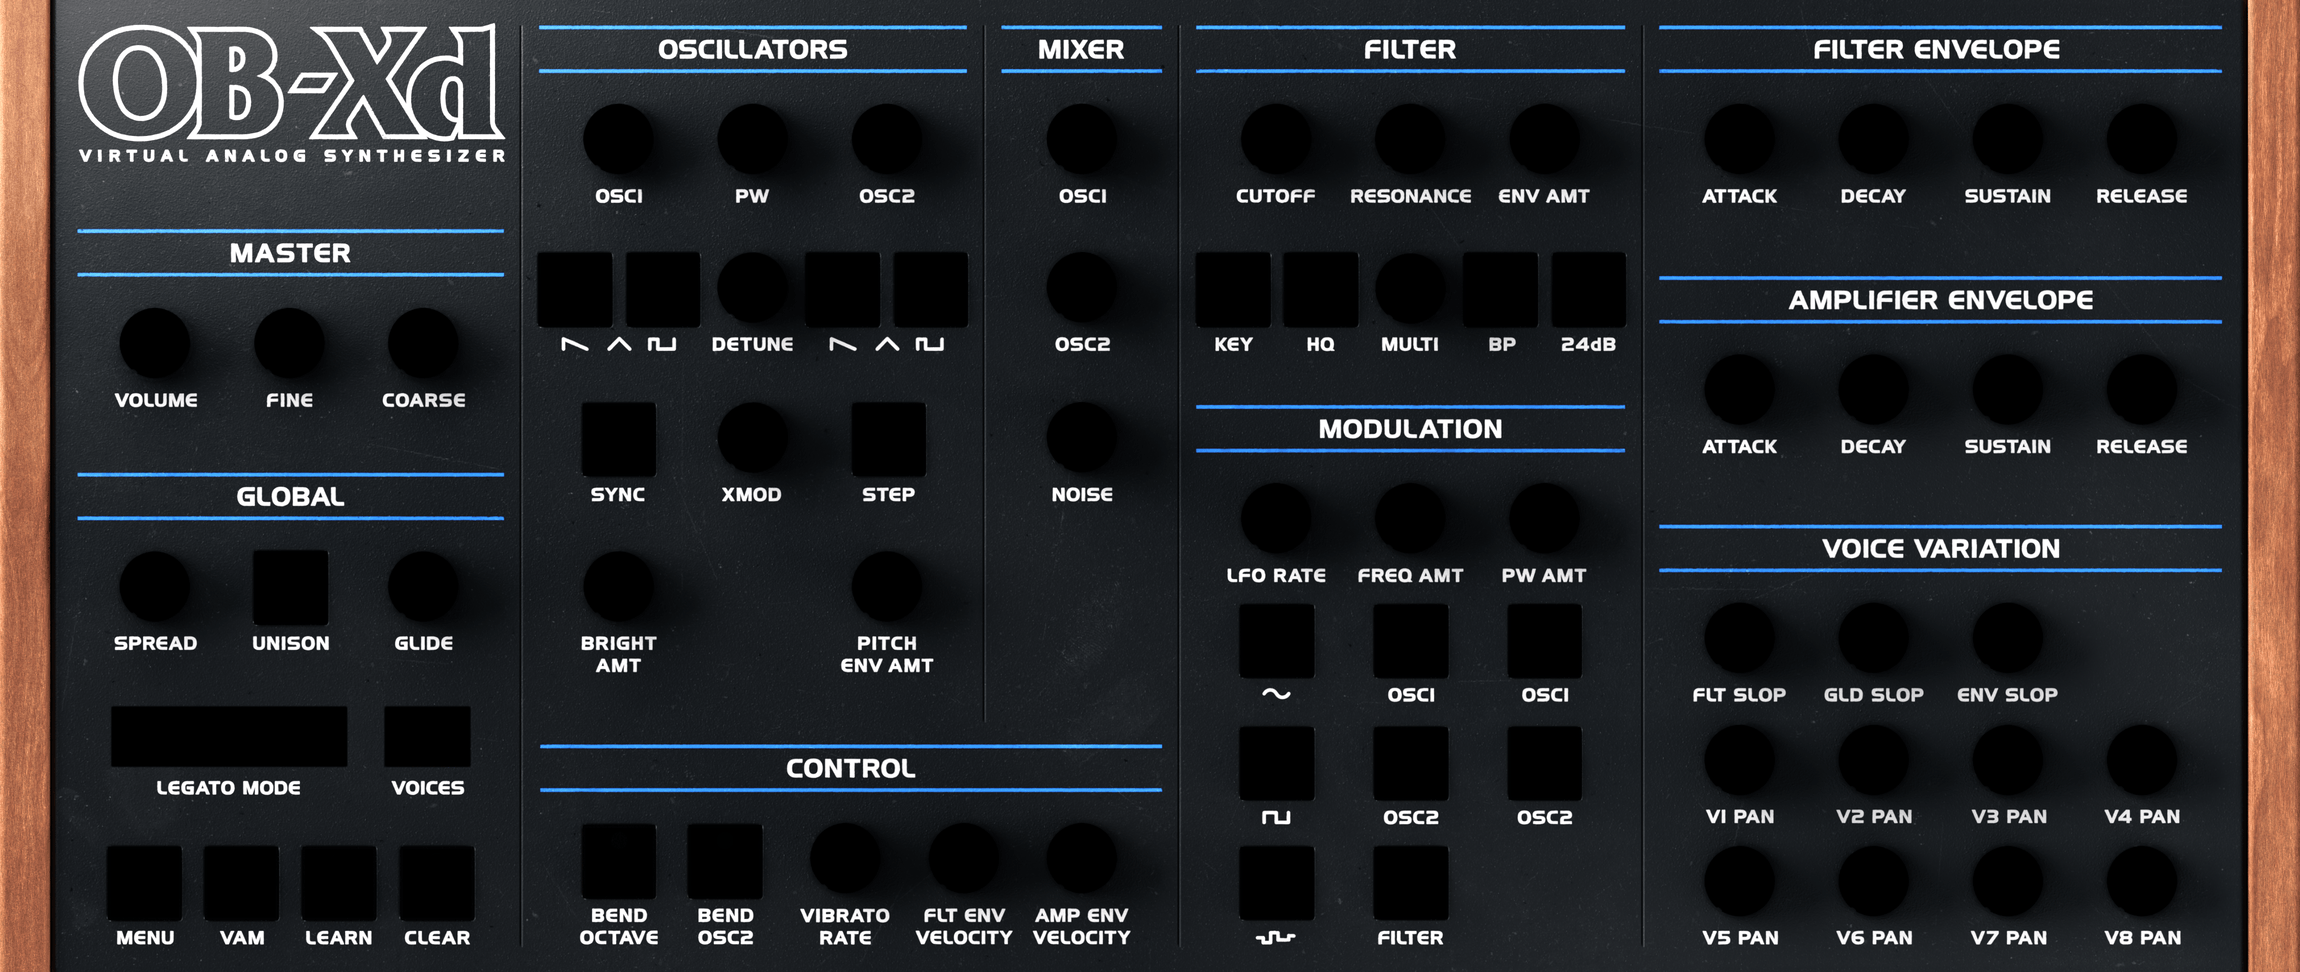 OB-Xd
VIRTUAL ANALOG SYNTHESIZER
MASTER
VOLUME FINE COARSE
GLOBAL
SPREAD UNISON GLIDE
LEGATO MODE VOICES
MENU VAM LEARN CLEAR
OSCILLATORS
OSC1 PW OSC2
DETUNE
SYNC XMOD STEP
BRIGHT
AMT
PITCH
ENV AMT
MIXER
OSC1
OSC2
NOISE
CONTROL
BEND
OCTAVE
BEND
OSC2
VIBRATO
RATE
FLT ENV
VELOCITY
AMP ENV
VELOCITY
FILTER
CUTOFF RESONANCE ENV AMT
KEY HQ MULTI BP 24dB
MODULATION
LFO RATE FREQ AMT PW AMT
OSC1 OSC1
OSC2 OSC2
FILTER
FILTER ENVELOPE
ATTACK DECAY SUSTAIN RELEASE
AMPLIFIER ENVELOPE
ATTACK DECAY SUSTAIN RELEASE
VOICE VARIATION
FLT SLOP GLD SLOP ENV SLOP
V1 PAN V2 PAN V3 PAN V4 PAN
V5 PAN V6 PAN V7 PAN V8 PAN